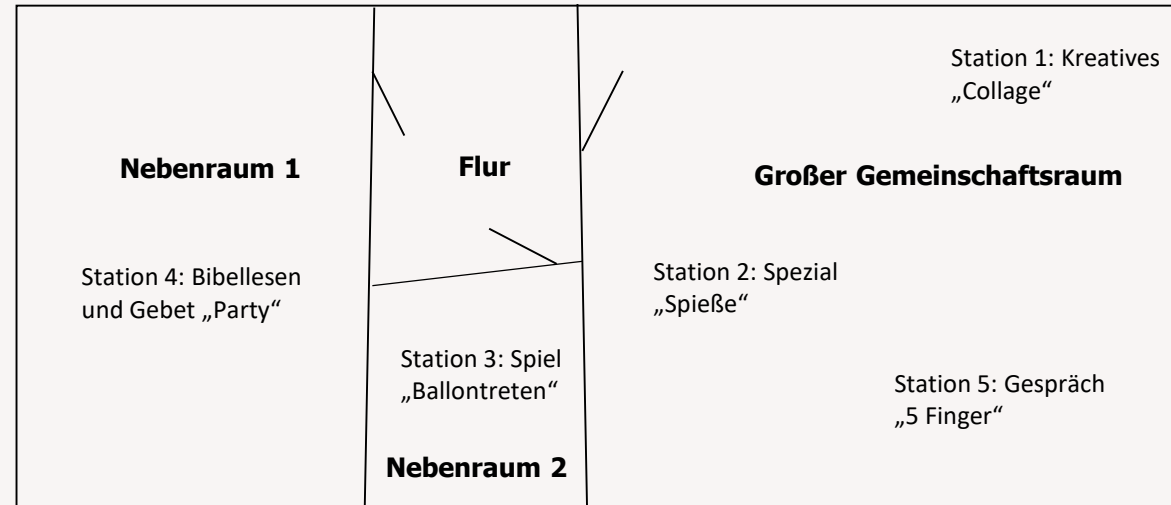 Station 1: Kreatives
„Collage“
Nebenraum 1
Flur
Großer Gemeinschaftsraum
Station 4: Bibellesen
und Gebet „Party“
Station 2: Spezial
„Spieße“
Station 3: Spiel
„Ballontreten“
Station 5: Gespräch
„5 Finger“
Nebenraum 2